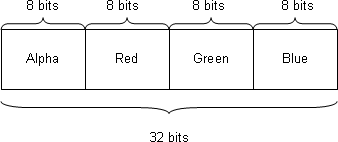 8 bits 8 bits 8 bits 8 bits
Alpha Red Green Blue
32 bits